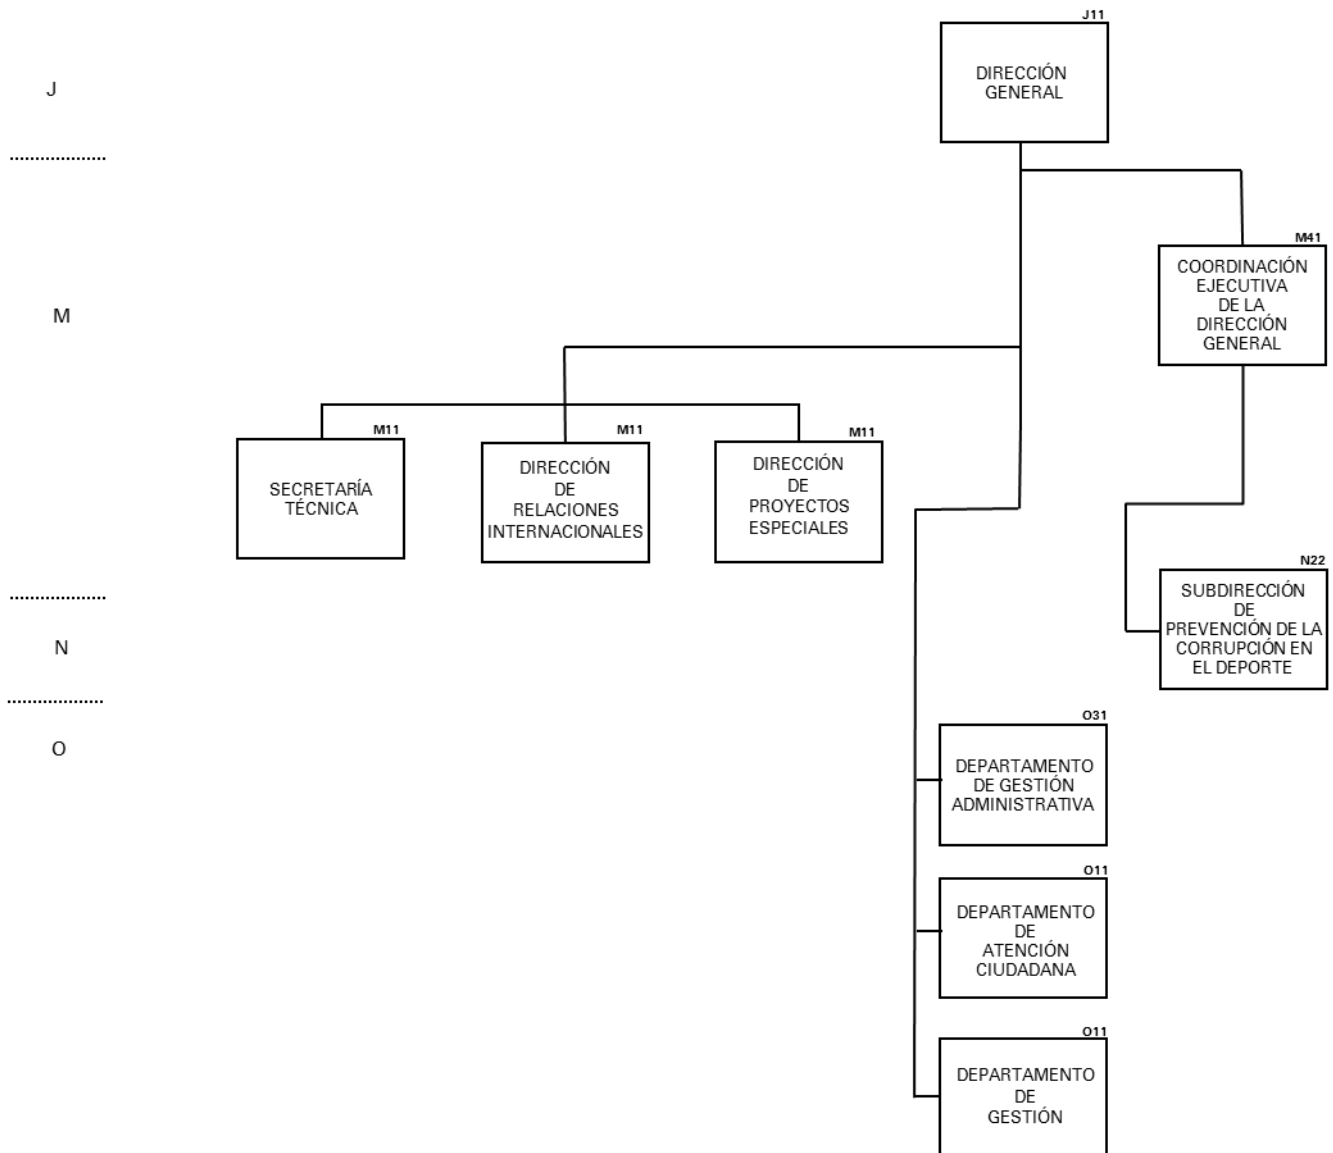 J11
DIRECCIÓN
GENERAL
J
M41
COORDINACIÓN
EJECUTIVA
DE LA
DIRECCIÓN
GENERAL
M
M11
SECRETARÍA
TÉCNICA
M11
DIRECCIÓN
DE
RELACIONES
INTERNACIONALES
M11
DIRECCIÓN
DE
PROYECTOS
ESPECIALES
N22
SUBDIRECCIÓN
DE
PREVENCIÓN DE LA
CORRUPCIÓN EN
EL DEPORTE
N
O31
DEPARTAMENTO
DE GESTIÓN
ADMINISTRATIVA
O
O11
DEPARTAMENTO
DE
ATENCIÓN
CIUDADANA
O11
DEPARTAMENTO
DE
GESTIÓN